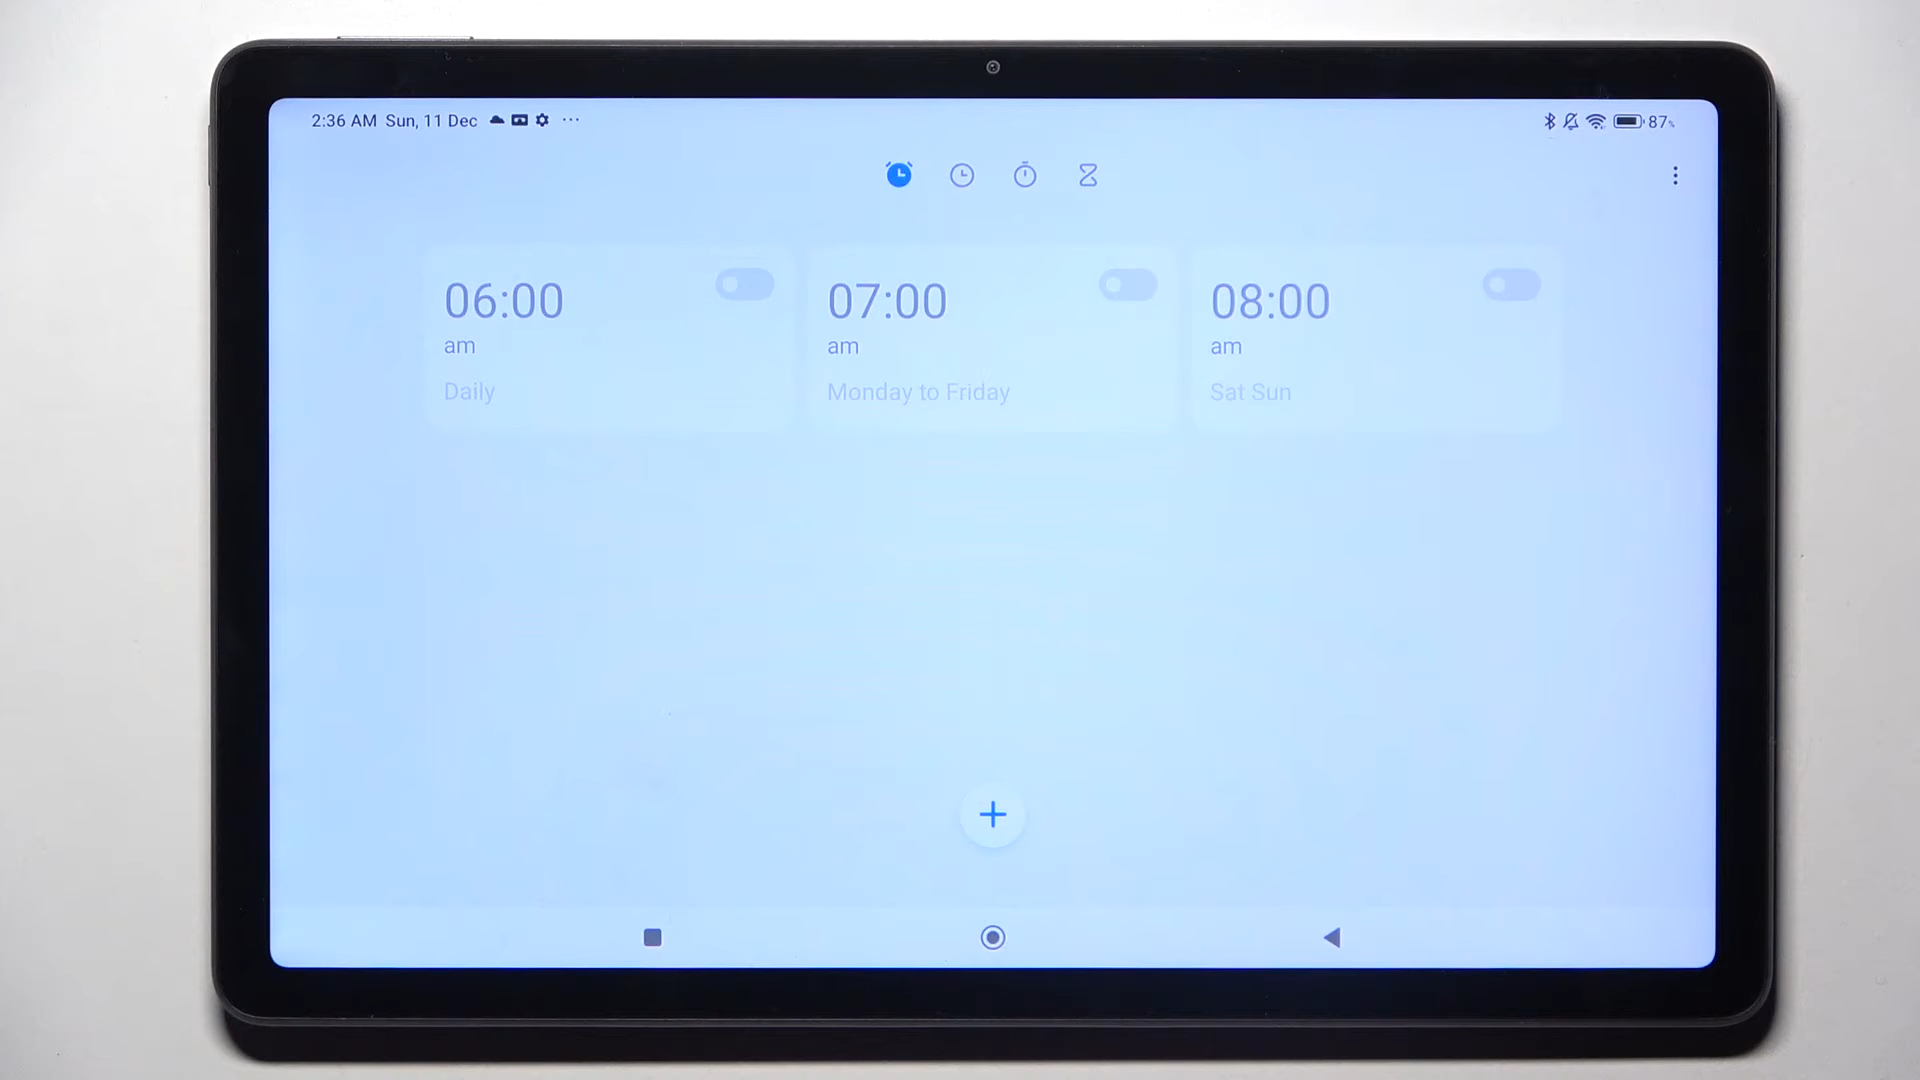 2:36 AM Sun, 11 Dec
87%
06:00
am
Daily
07:00
am
Monday to Friday
08:00
am
Sat Sun